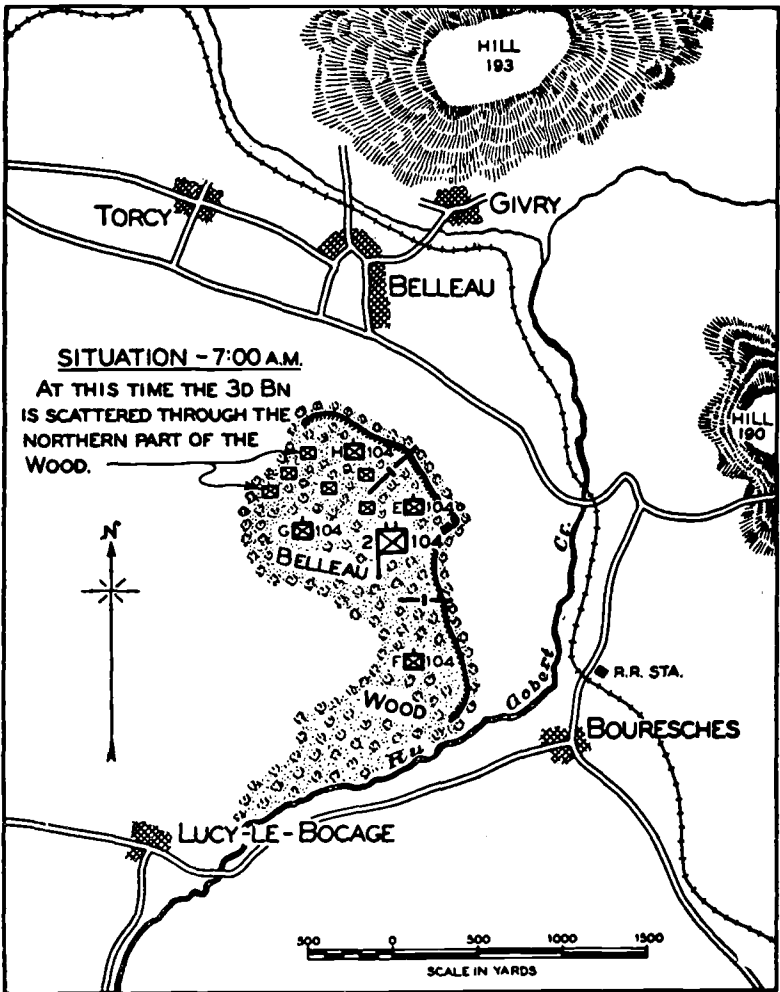 HILL
193
TORCY
GIVRY
BELLEAU
SITUATION - 7:00 A.M.
AT THIS TIME THE 3D BN
IS SCATTERED THROUGH THE
NORTHERN PART OF THE
WOOD.
HILL
190
H 104
E 104
G 104
2 104
BELLEAU
N
F 104
WOOD
Ru Gobert Cr.
R.R. STA.
BOURESCHES
LUCY-LE-BOCAGE
500 0 500 1000 1500
SCALE IN YARDS